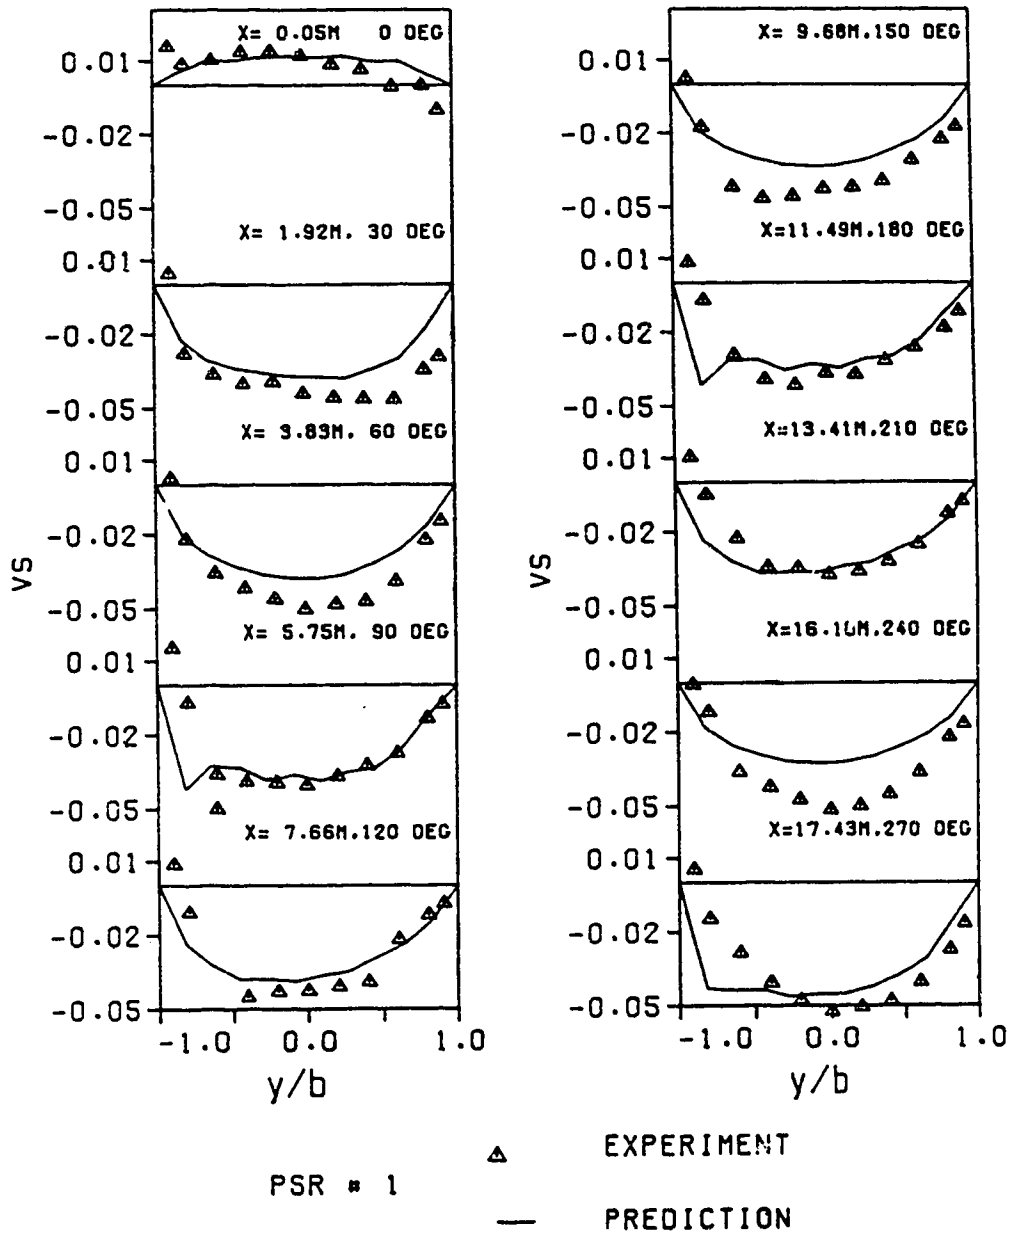 X= 0.05M 0 DEG
0.01
-0.02
-0.05
X= 1.92M. 30 DEG
0.01
-0.02
-0.05
X= 3.83M. 60 DEG
0.01
-0.02
-0.05
X= 5.75M. 90 DEG
0.01
-0.02
-0.05
X= 7.66M.120 DEG
0.01
-0.02
-0.05
VS
-1.0 0.0 1.0
y/b
X= 9.68M.150 DEG
0.01
-0.02
-0.05
X=11.49M.180 DEG
0.01
-0.02
-0.05
X=13.41M.210 DEG
0.01
-0.02
-0.05
240 DEG
0.01
-0.02
-0.05
X=17.43M.270 DEG
0.01
-0.02
-0.05
VS
-1.0 0.0 1.0
y/b
EXPERIMENT
PSR # 1
PREDICTION